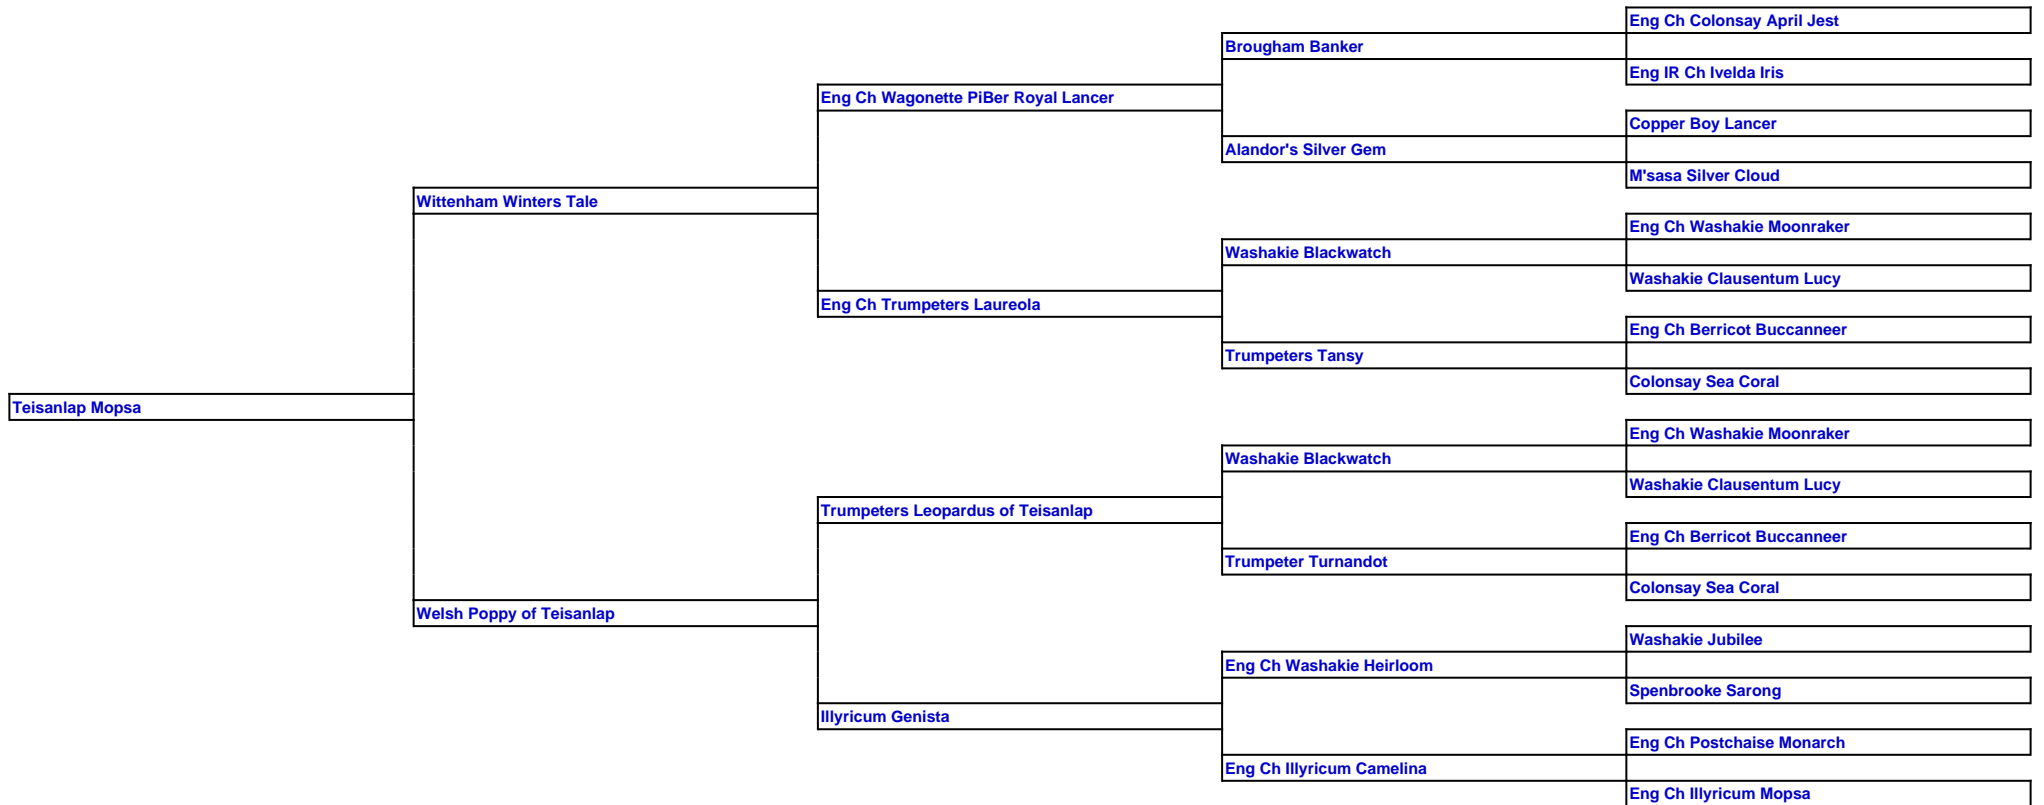 Eng Ch Colonsay April Jest
Brougham Banker
Eng IR Ch Ivelda Iris
Eng Ch Wagonette PiBer Royal Lancer
Copper Boy Lancer
Alandor's Silver Gem
M'sasa Silver Cloud
Wittenham Winters Tale
Eng Ch Washakie Moonraker
Washakie Blackwatch
Washakie Clausentum Lucy
Eng Ch Trumpeters Laureola
Eng Ch Berricot Buccanneer
Trumpeters Tansy
Colonsay Sea Coral
Teisanlap Mopsa
Eng Ch Washakie Moonraker
Washakie Blackwatch
Washakie Clausentum Lucy
Trumpeters Leopardus of Teisanlap
Eng Ch Berricot Buccanneer
Trumpeter Turnandot
Colonsay Sea Coral
Welsh Poppy of Teisanlap
Washakie Jubilee
Eng Ch Washakie Heirloom
Spenbrooke Sarong
Illyricum Genista
Eng Ch Postchaise Monarch
Eng Ch Illyricum Camelina
Eng Ch Illyricum Mopsa